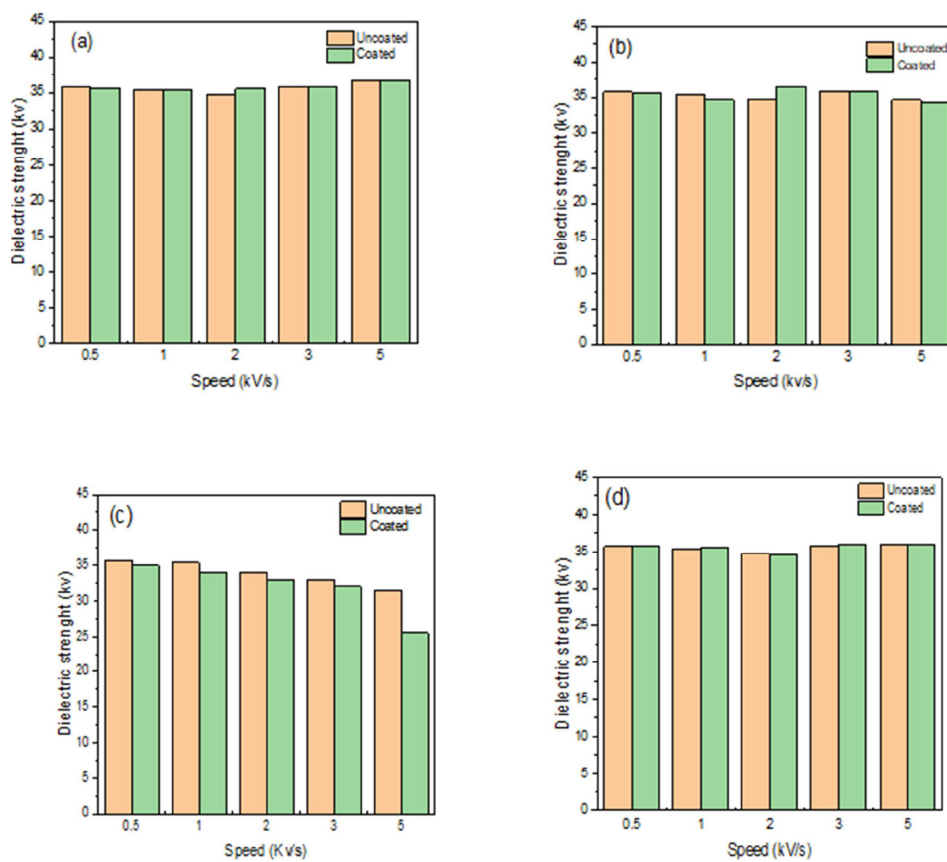 (a)
Uncoated
Coated
45
40
35
30
25
20
15
10
5
0
Dielectric strenght (kv)
0.5 1 2 3 5
Speed (kV/s)
(b)
Uncoated
Coated
45
40
35
30
25
20
15
10
5
0
Dielectric strenght (kv)
0.5 1 2 3 5
Speed (kv/s)
(c)
Uncoated
Coated
45
40
35
30
25
20
15
10
5
0
Dielectric strenght (kv)
0.5 1 2 3 5
Speed (Kv/s)
(d)
Uncoated
Coated
45
40
35
30
25
20
15
10
5
0
Dielectric strenght (kv)
0.5 1 2 3 5
Speed (kV/s)